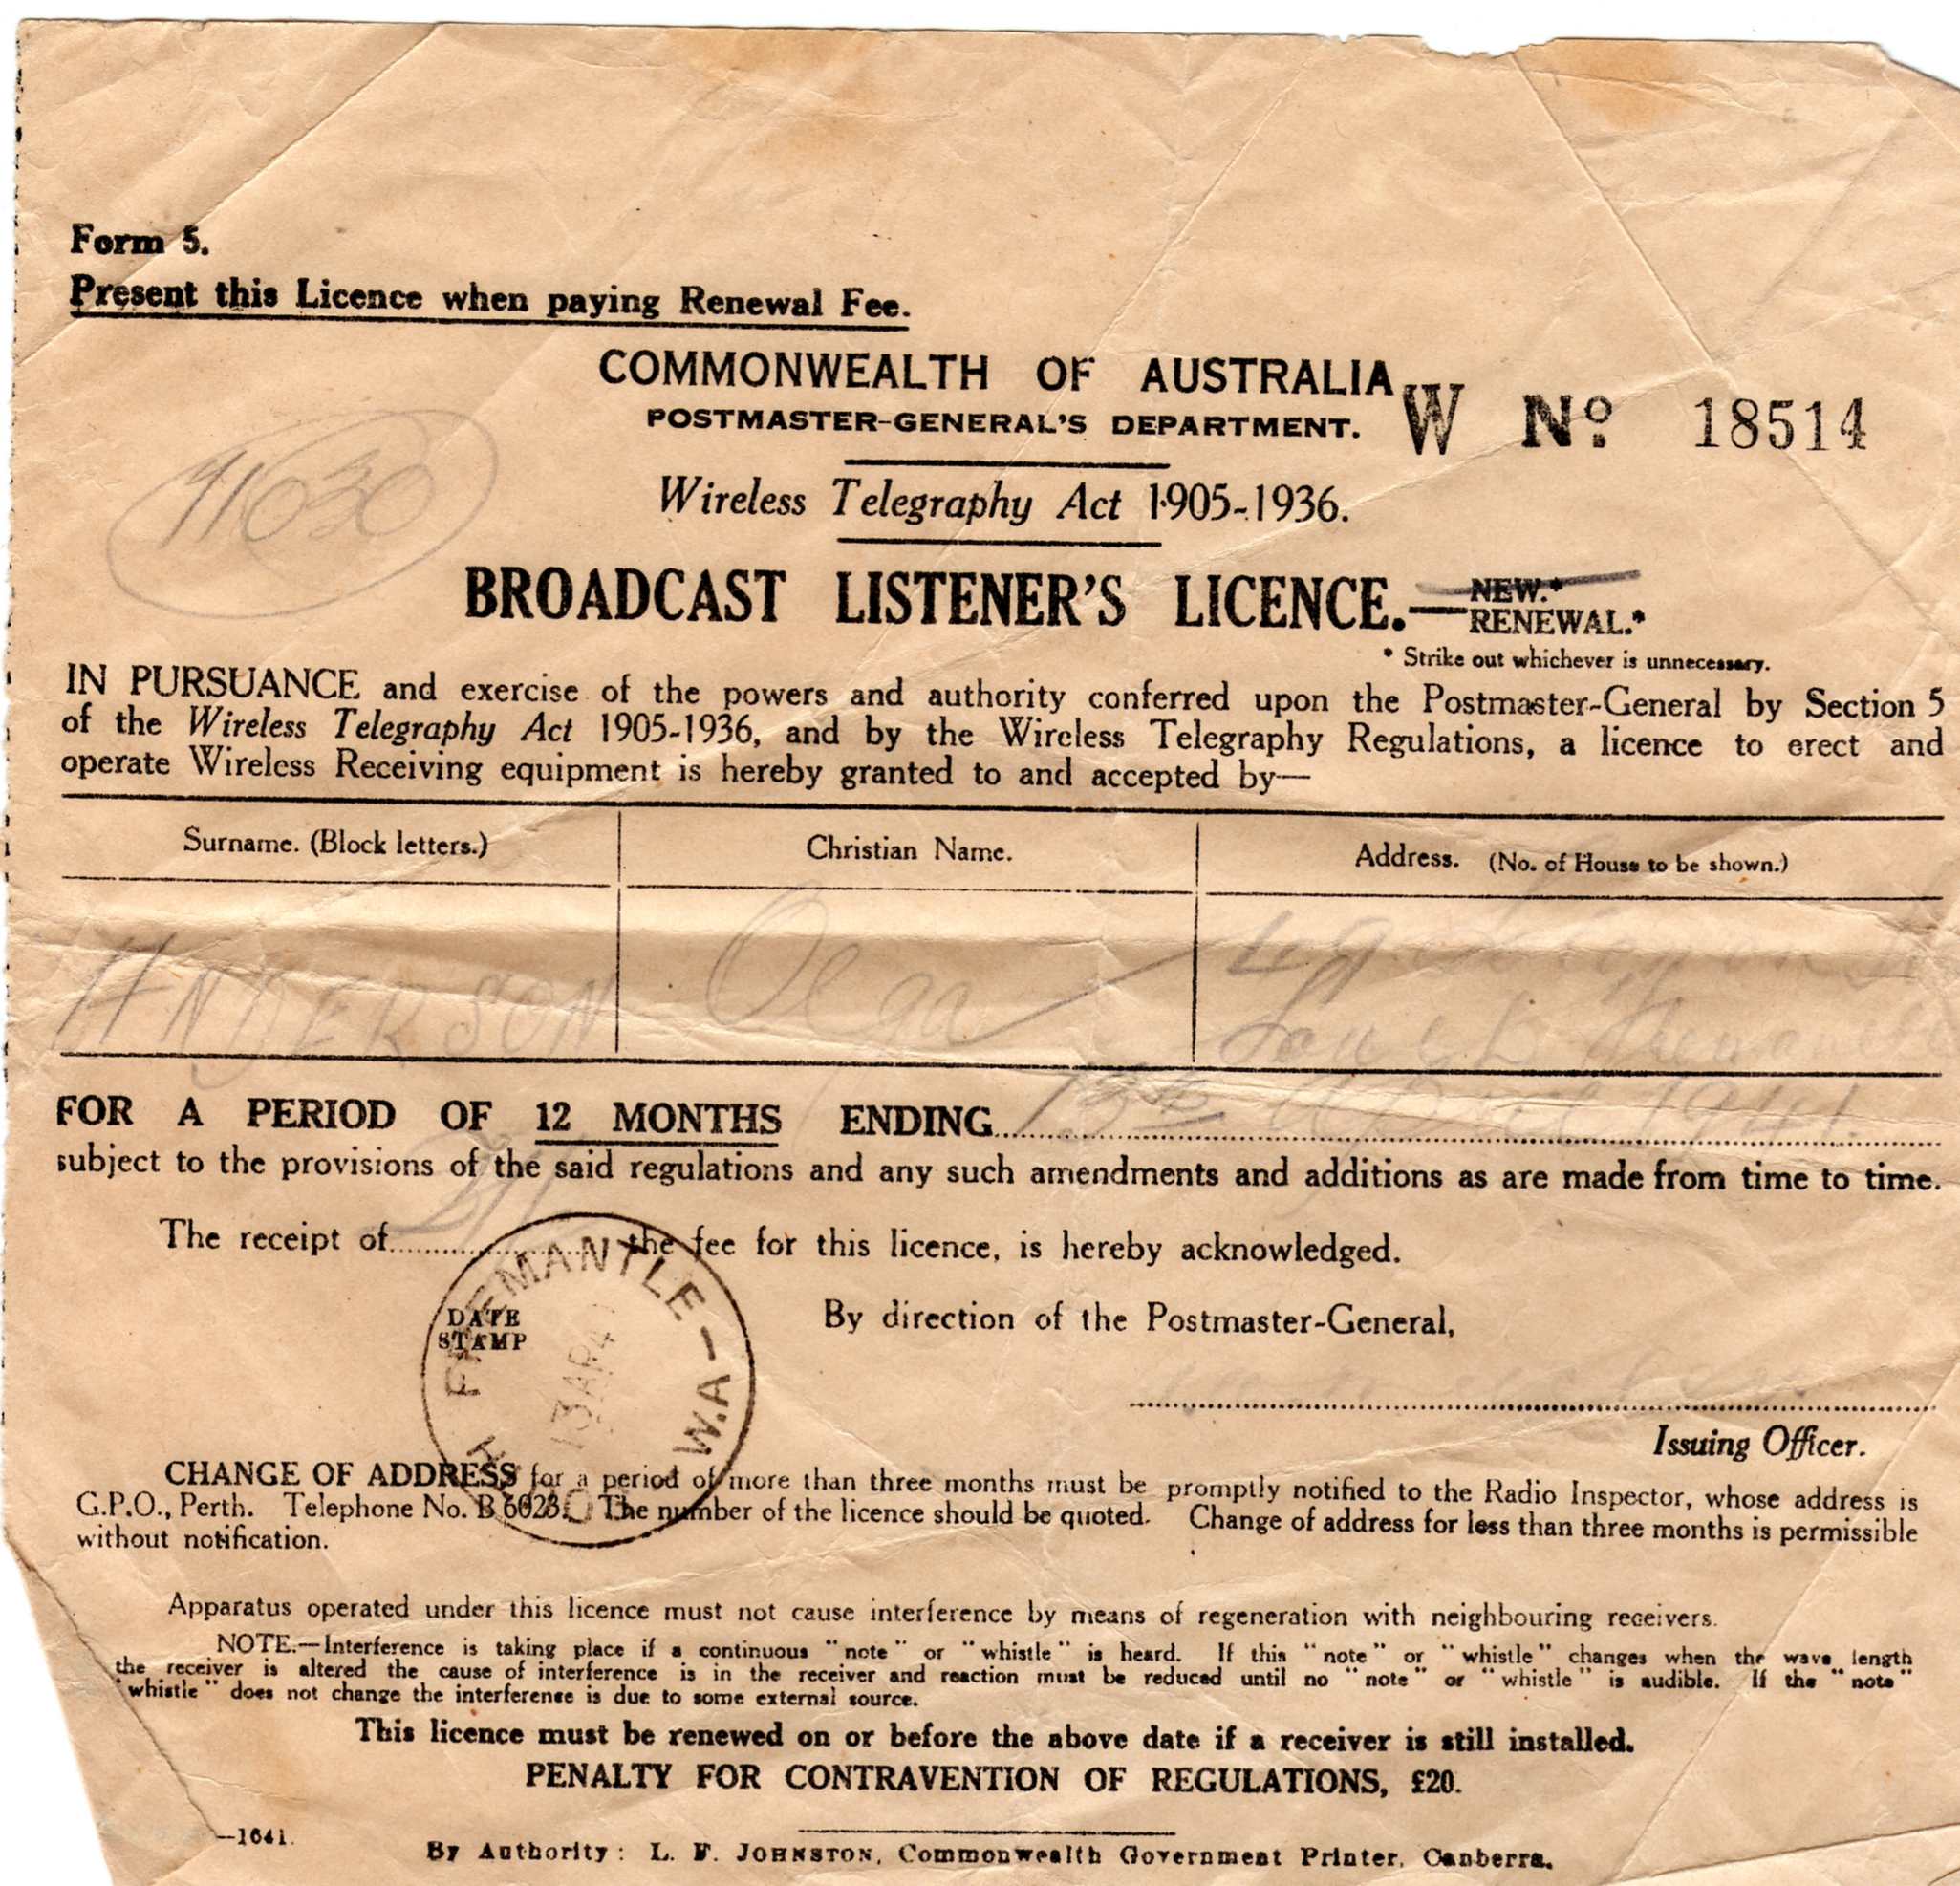 Form 5.
Present this Licence when paying Renewal Fee.
COMMONWEALTH OF AUSTRALIA
POSTMASTER-GENERAL'S DEPARTMENT. W Nº 18514
Wireless Telegraphy Act 1905-1936.
11630
BROADCAST LISTENER'S LICENCE.—NEW.*
RENEWAL.*
* Strike out whichever is unnecessary.
IN PURSUANCE and exercise of the powers and authority conferred upon the Postmaster-General by Section 5
of the Wireless Telegraphy Act 1905-1936, and by the Wireless Telegraphy Regulations, a licence to erect and
operate Wireless Receiving equipment is hereby granted to and accepted by—
Surname. (Block letters.) Christian Name. Address. (No. of House to be shown.)
ANDERSON Olga 49
South Fremantle
FOR A PERIOD OF 12 MONTHS ENDING 13th April 1941.
subject to the provisions of the said regulations and any such amendments and additions as are made from time to time.
The receipt of 21/- the fee for this licence, is hereby acknowledged.
DATE
STAMP
FREMANTLE - W.A
13 AP 4
By direction of the Postmaster-General,
Issuing Officer.
CHANGE OF ADDRESS for a period of more than three months must be promptly notified to the Radio Inspector, whose address is
G.P.O., Perth. Telephone No. B 6023. The number of the licence should be quoted. Change of address for less than three months is permissible
without notification.
Apparatus operated under this licence must not cause interference by means of regeneration with neighbouring receivers.
NOTE.—Interference is taking place if a continuous "note" or "whistle" is heard. If this "note" or "whistle" changes when the wave length
the receiver is altered the cause of interference is in the receiver and reaction must be reduced until no "note" or "whistle" is audible. If the "note"
"whistle" does not change the interference is due to some external source.
This licence must be renewed on or before the above date if a receiver is still installed.
PENALTY FOR CONTRAVENTION OF REGULATIONS, £20.
—1641.
By Authority: L. F. JOHNSTON, Commonwealth Government Printer, Canberra.